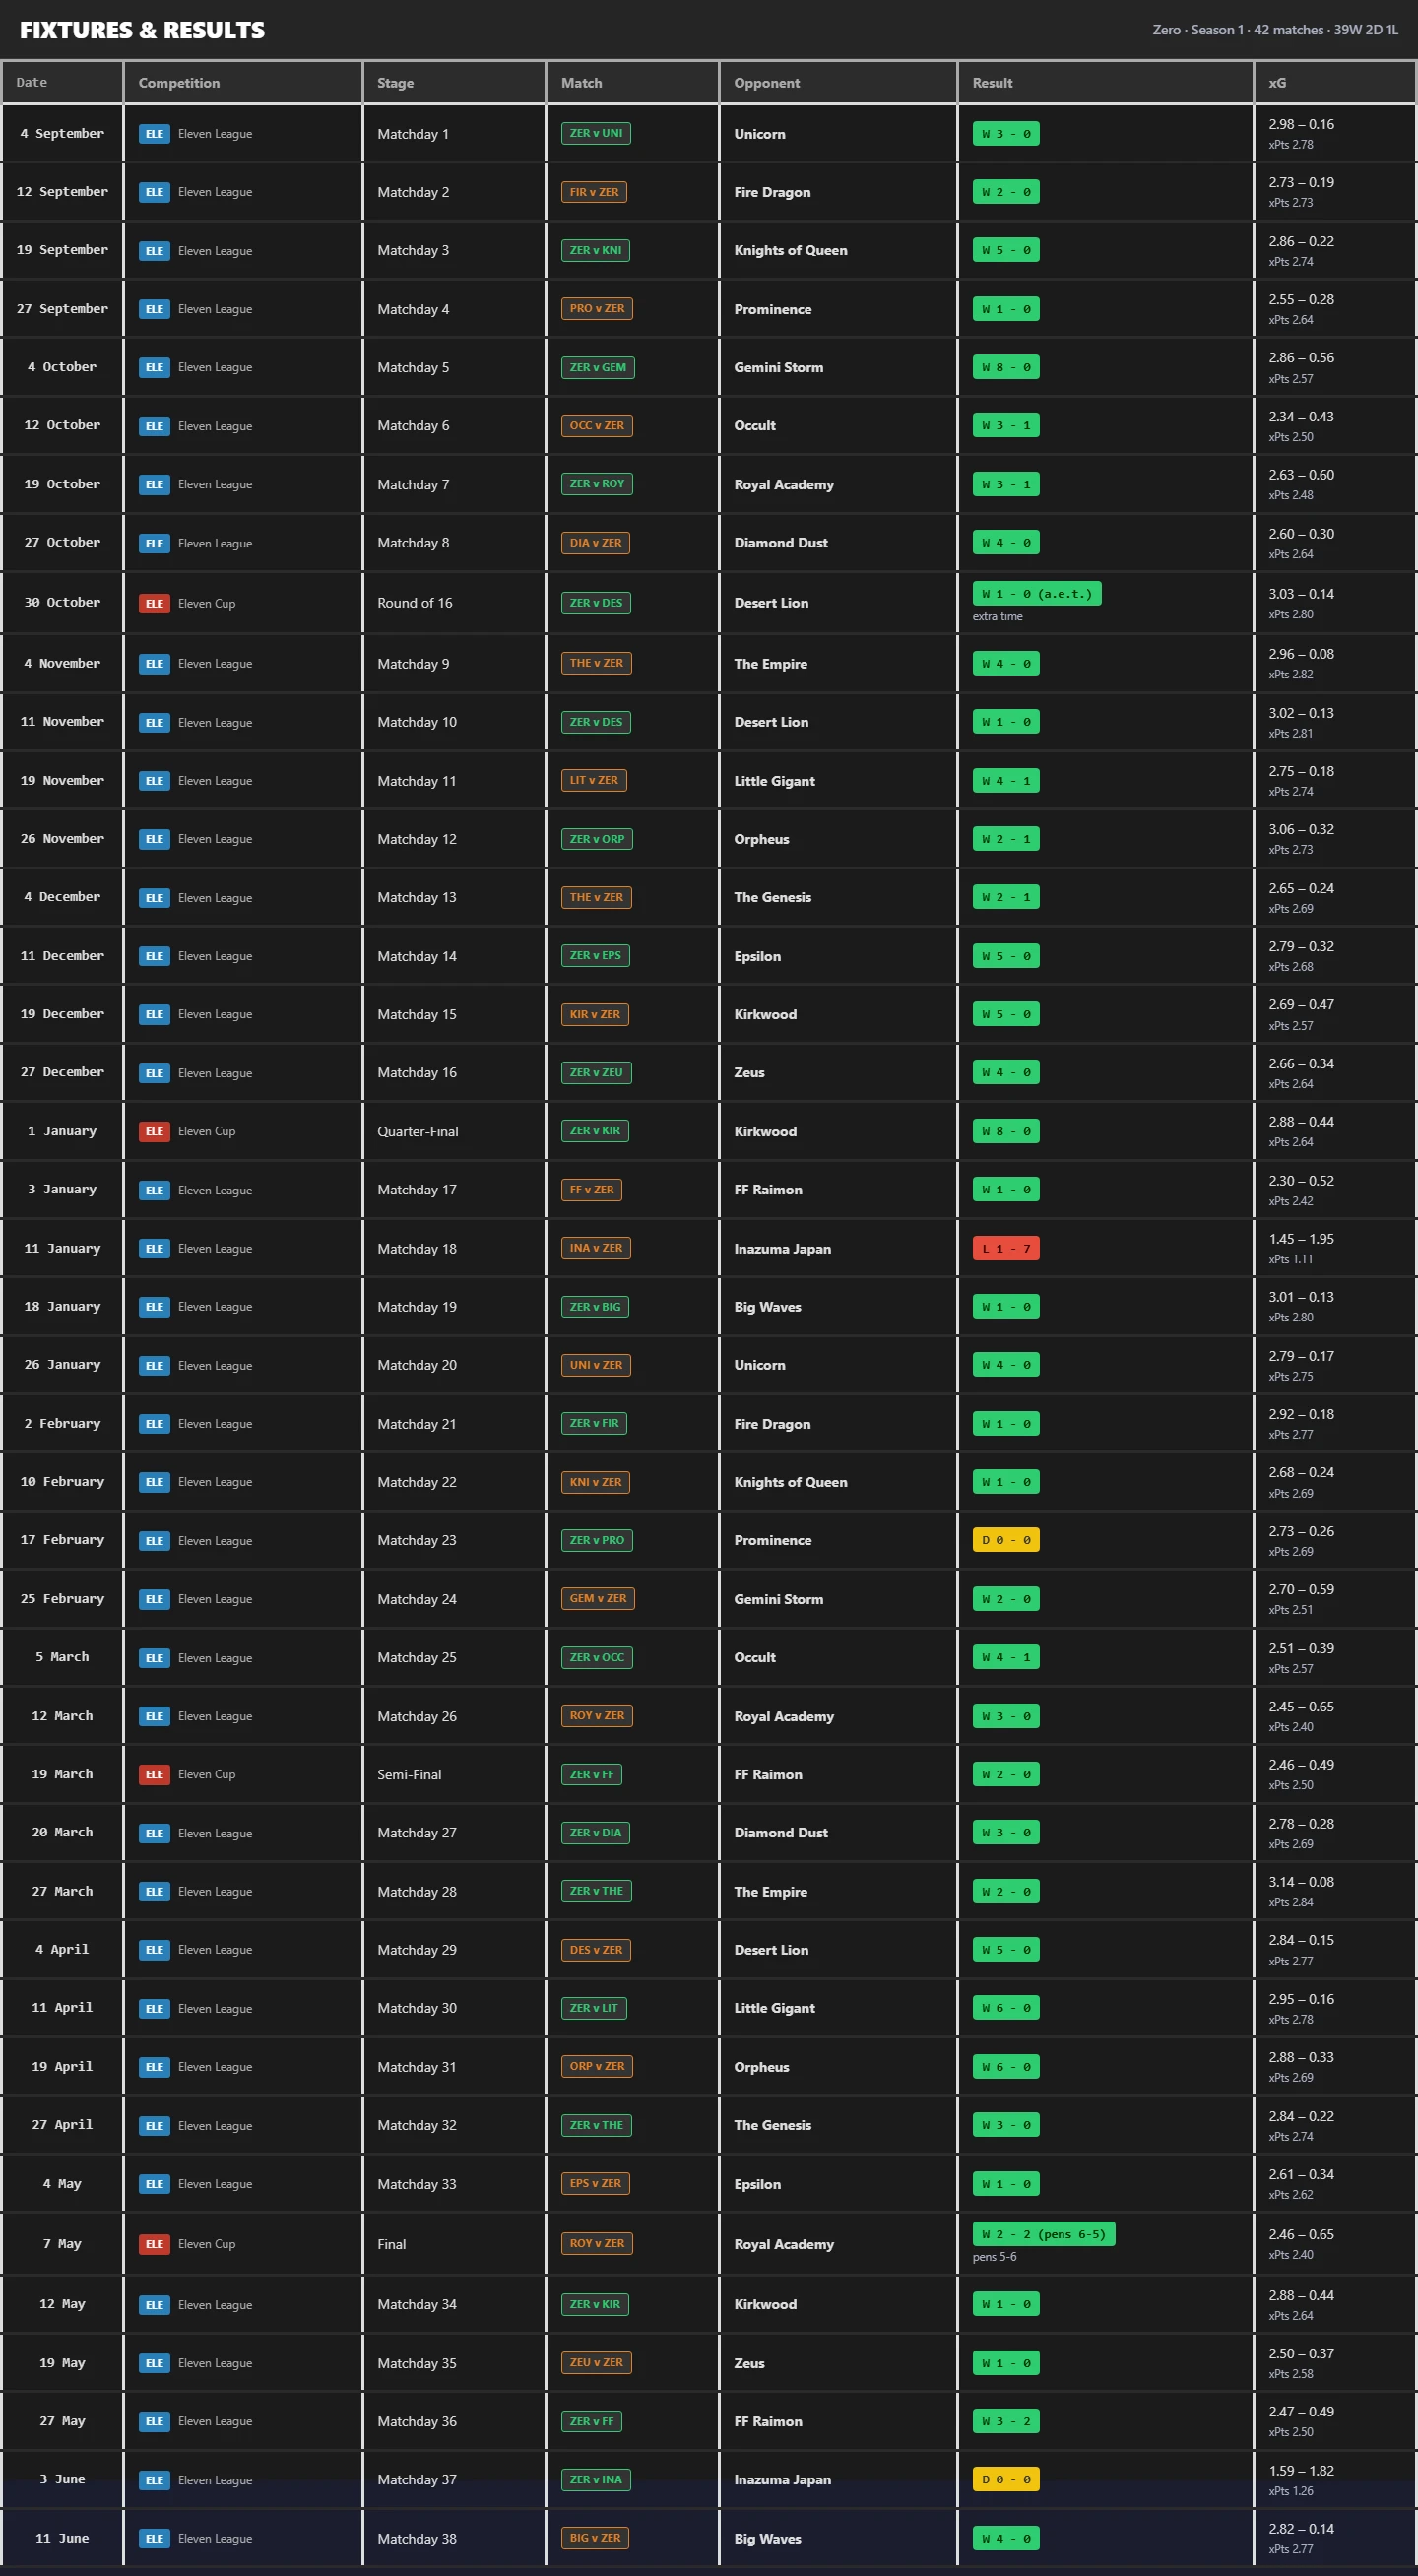 FIXTURES & RESULTS
Zero · Season 1 · 42 matches · 39W 2D 1L
Date Competition Stage Match Opponent Result xG
4 September ELE Eleven League Matchday 1 ZER v UNI Unicorn W 3 - 0 2.98 – 0.16
xPts 2.78
12 September ELE Eleven League Matchday 2 FIR v ZER Fire Dragon W 2 - 0 2.73 – 0.19
xPts 2.73
19 September ELE Eleven League Matchday 3 ZER v KNI Knights of Queen W 5 - 0 2.86 – 0.22
xPts 2.74
27 September ELE Eleven League Matchday 4 PRO v ZER Prominence W 1 - 0 2.55 – 0.28
xPts 2.64
4 October ELE Eleven League Matchday 5 ZER v GEM Gemini Storm W 8 - 0 2.86 – 0.56
xPts 2.57
12 October ELE Eleven League Matchday 6 OCC v ZER Occult W 3 - 1 2.34 – 0.43
xPts 2.50
19 October ELE Eleven League Matchday 7 ZER v ROY Royal Academy W 3 - 1 2.63 – 0.60
xPts 2.48
27 October ELE Eleven League Matchday 8 DIA v ZER Diamond Dust W 4 - 0 2.60 – 0.30
xPts 2.64
30 October ELE Eleven Cup Round of 16 ZER v DES Desert Lion W 1 - 0 (a.e.t.) 3.03 – 0.14
extra time xPts 2.80
4 November ELE Eleven League Matchday 9 THE v ZER The Empire W 4 - 0 2.96 – 0.08
xPts 2.82
11 November ELE Eleven League Matchday 10 ZER v DES Desert Lion W 1 - 0 3.02 – 0.13
xPts 2.81
19 November ELE Eleven League Matchday 11 LIT v ZER Little Gigant W 4 - 1 2.75 – 0.18
xPts 2.74
26 November ELE Eleven League Matchday 12 ZER v ORP Orpheus W 2 - 1 3.06 – 0.32
xPts 2.73
4 December ELE Eleven League Matchday 13 THE v ZER The Genesis W 2 - 1 2.65 – 0.24
xPts 2.69
11 December ELE Eleven League Matchday 14 ZER v EPS Epsilon W 5 - 0 2.79 – 0.32
xPts 2.68
19 December ELE Eleven League Matchday 15 KIR v ZER Kirkwood W 5 - 0 2.69 – 0.47
xPts 2.57
27 December ELE Eleven League Matchday 16 ZER v ZEU Zeus W 4 - 0 2.66 – 0.34
xPts 2.64
1 January ELE Eleven Cup Quarter-Final ZER v KIR Kirkwood W 8 - 0 2.88 – 0.44
xPts 2.64
3 January ELE Eleven League Matchday 17 FF v ZER FF Raimon W 1 - 0 2.30 – 0.52
xPts 2.42
11 January ELE Eleven League Matchday 18 INA v ZER Inazuma Japan L 1 - 7 1.45 – 1.95
xPts 1.11
18 January ELE Eleven League Matchday 19 ZER v BIG Big Waves W 1 - 0 3.01 – 0.13
xPts 2.80
26 January ELE Eleven League Matchday 20 UNI v ZER Unicorn W 4 - 0 2.79 – 0.17
xPts 2.75
2 February ELE Eleven League Matchday 21 ZER v FIR Fire Dragon W 1 - 0 2.92 – 0.18
xPts 2.77
10 February ELE Eleven League Matchday 22 KNI v ZER Knights of Queen W 1 - 0 2.68 – 0.24
xPts 2.69
17 February ELE Eleven League Matchday 23 ZER v PRO Prominence D 0 - 0 2.73 – 0.26
xPts 2.69
25 February ELE Eleven League Matchday 24 GEM v ZER Gemini Storm W 2 - 0 2.70 – 0.59
xPts 2.51
5 March ELE Eleven League Matchday 25 ZER v OCC Occult W 4 - 1 2.51 – 0.39
xPts 2.57
12 March ELE Eleven League Matchday 26 ROY v ZER Royal Academy W 3 - 0 2.45 – 0.65
xPts 2.40
19 March ELE Eleven Cup Semi-Final ZER v FF FF Raimon W 2 - 0 2.46 – 0.49
xPts 2.50
20 March ELE Eleven League Matchday 27 ZER v DIA Diamond Dust W 3 - 0 2.78 – 0.28
xPts 2.69
27 March ELE Eleven League Matchday 28 ZER v THE The Empire W 2 - 0 3.14 – 0.08
xPts 2.84
4 April ELE Eleven League Matchday 29 DES v ZER Desert Lion W 5 - 0 2.84 – 0.15
xPts 2.77
11 April ELE Eleven League Matchday 30 ZER v LIT Little Gigant W 6 - 0 2.95 – 0.16
xPts 2.78
19 April ELE Eleven League Matchday 31 ORP v ZER Orpheus W 6 - 0 2.88 – 0.33
xPts 2.69
27 April ELE Eleven League Matchday 32 ZER v THE The Genesis W 3 - 0 2.84 – 0.22
xPts 2.74
4 May ELE Eleven League Matchday 33 EPS v ZER Epsilon W 1 - 0 2.61 – 0.34
xPts 2.62
7 May ELE Eleven Cup Final ROY v ZER Royal Academy W 2 - 2 (pens 6-5) 2.46 – 0.65
pens 5-6 xPts 2.40
12 May ELE Eleven League Matchday 34 ZER v KIR Kirkwood W 1 - 0 2.88 – 0.44
xPts 2.64
19 May ELE Eleven League Matchday 35 ZEU v ZER Zeus W 1 - 0 2.50 – 0.37
xPts 2.58
27 May ELE Eleven League Matchday 36 ZER v FF FF Raimon W 3 - 2 2.47 – 0.49
xPts 2.50
3 June ELE Eleven League Matchday 37 ZER v INA Inazuma Japan D 0 - 0 1.59 – 1.82
xPts 1.26
11 June ELE Eleven League Matchday 38 BIG v ZER Big Waves W 4 - 0 2.82 – 0.14
xPts 2.77